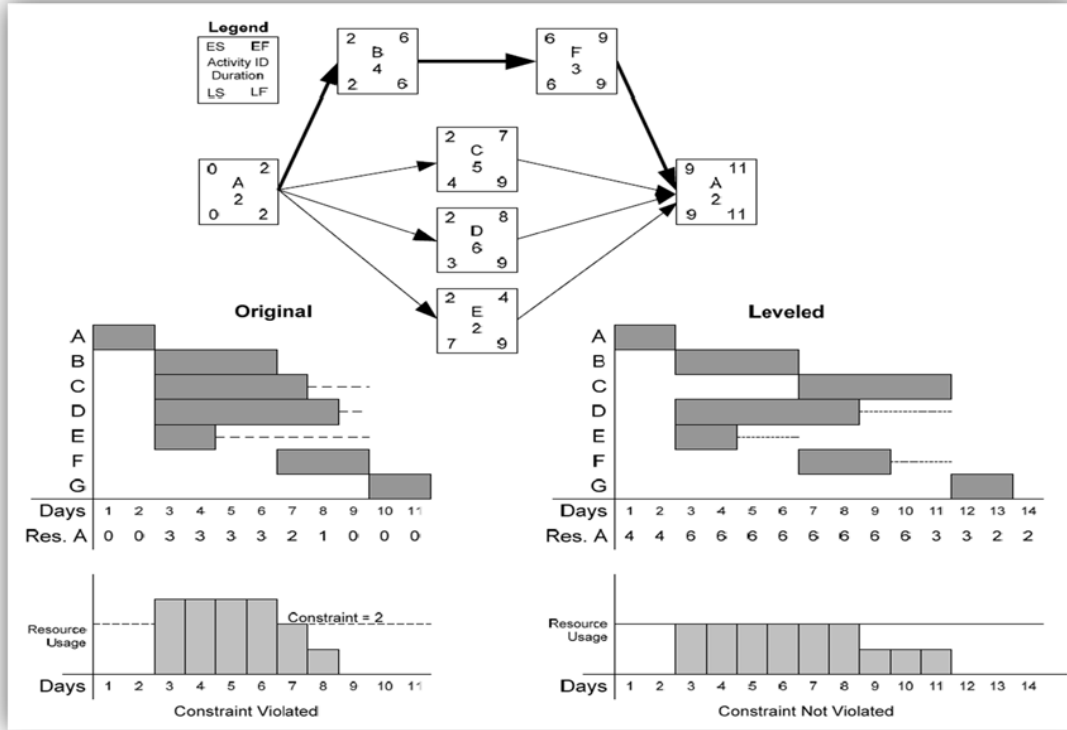 Legend
ES EF
Activity ID
Duration
LS LF
2 6
B
4
2 6
6 9
F
3
6 9
0 2
A
2
0 2
2 7
C
5
4 9
2 8
D
6
3 9
2 4
E
2
7 9
9 11
A
2
9 11
Original
A
B
C
D
E
F
G
Days 1 2 3 4 5 6 7 8 9 10 11
Res. A 0 0 3 3 3 3 2 1 0 0 0
Constraint = 2
Resource
Usage
Days 1 2 3 4 5 6 7 8 9 10 11
Constraint Violated
Leveled
A
B
C
D
E
F
G
Days 1 2 3 4 5 6 7 8 9 10 11 12 13 14
Res. A 4 4 6 6 6 6 6 6 6 3 3 2 2
Resource
Usage
Days 1 2 3 4 5 6 7 8 9 10 11 12 13 14
Constraint Not Violated